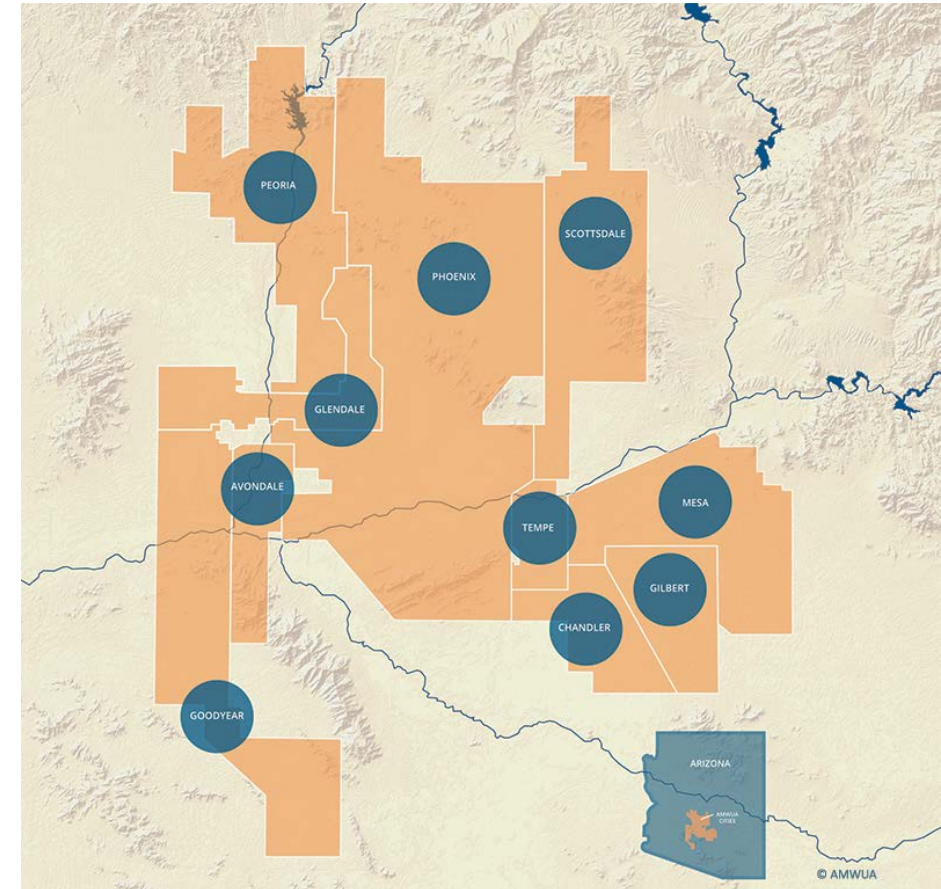 PEORIA
SCOTTSDALE
PHOENIX
GLENDALE
AVONDALE
MESA
TEMPE
GILBERT
CHANDLER
GOODYEAR
ARIZONA
AMWUA
CITIES
© AMWUA